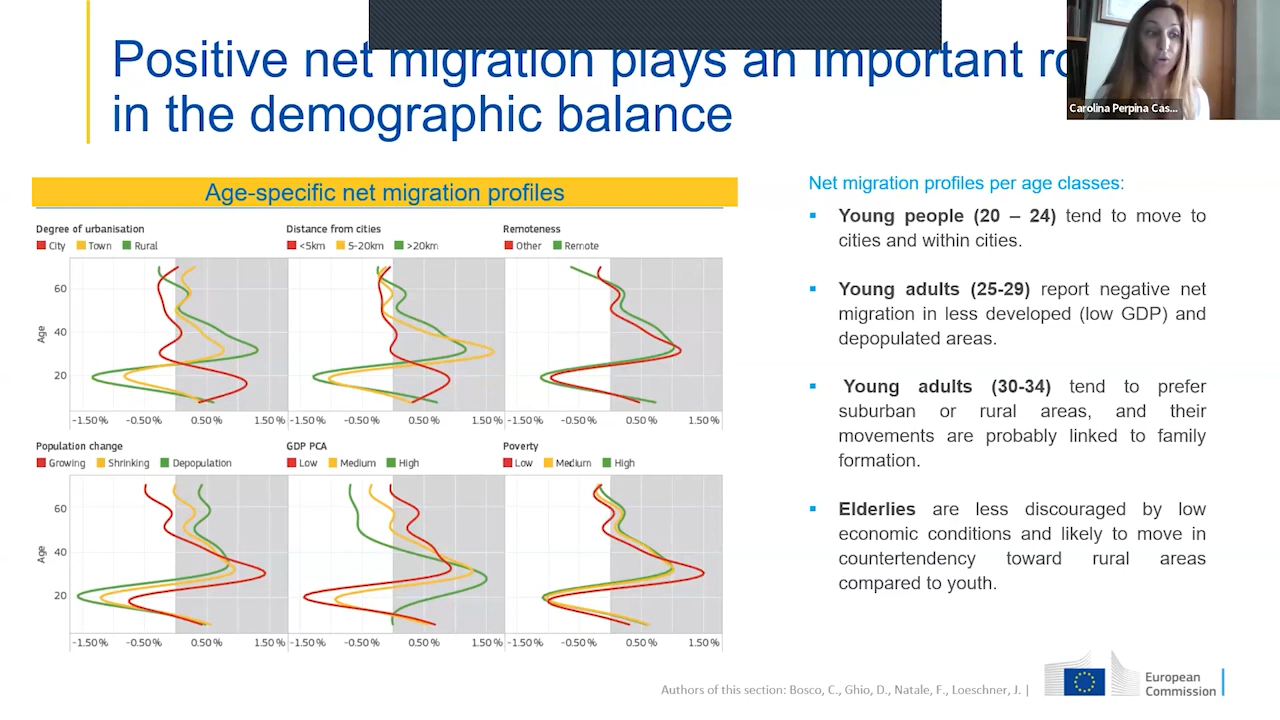 Positive net migration plays an important ro
in the demographic balance
Carolina Perpina Cas...
Age-specific net migration profiles
Degree of urbanisation
City Town Rural
Distance from cities
<5km 5-20km >20km
Remoteness
Other Remote
Age
60
40
20
-1.50 % -0.50 % 0.50 % 1.50 % -1.50 % -0.50 % 0.50 % 1.50 % -1.50 % -0.50 % 0.50 % 1.50 %
Population change
Growing Shrinking Depopulation
GDP PCA
Low Medium High
Poverty
Low Medium High
Age
60
40
20
-1.50 % -0.50 % 0.50 % 1.50 % -1.50 % -0.50 % 0.50 % 1.50 % -1.50 % -0.50 % 0.50 % 1.50 %
Net migration profiles per age classes:
Young people (20 – 24) tend to move to
cities and within cities.
Young adults (25-29) report negative net
migration in less developed (low GDP) and
depopulated areas.
Young adults (30-34) tend to prefer
suburban or rural areas, and their
movements are probably linked to family
formation.
Elderlies are less discouraged by low
economic conditions and likely to move in
countertendency toward rural areas
compared to youth.
Authors of this section: Bosco, C., Ghio, D., Natale, F., Loeschner, J. |
European
Commission